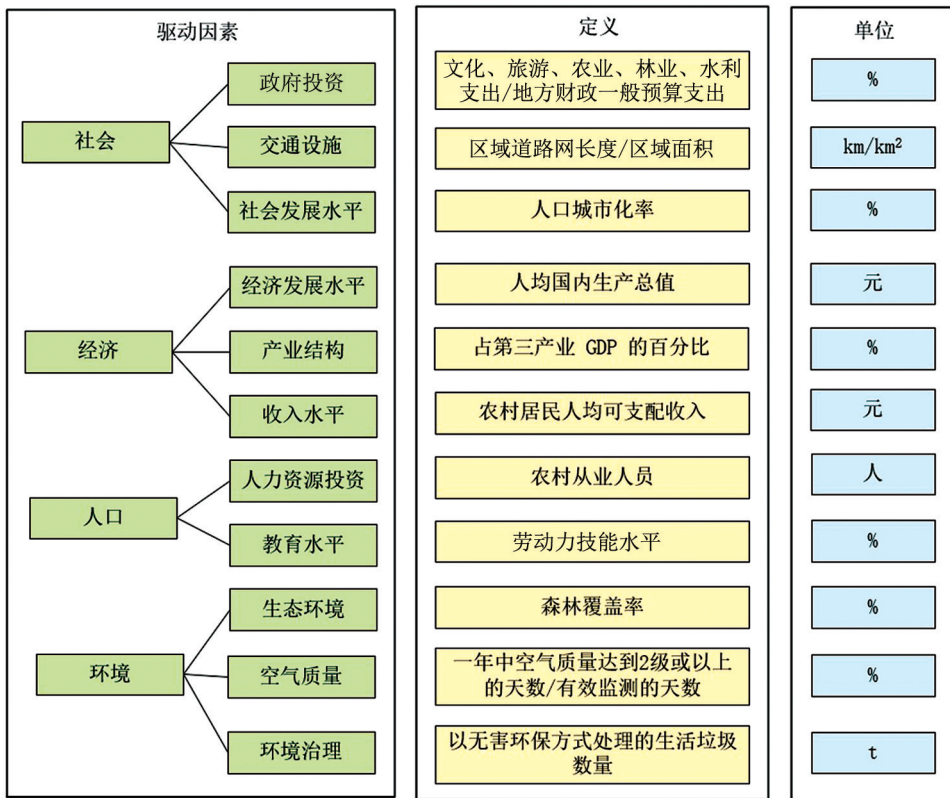 驱动因素
定义
单位
社会
政府投资
文化、旅游、农业、林业、水利
支出/地方财政一般预算支出
%
交通设施
区域道路网长度/区域面积
km/km²
社会发展水平
人口城市化率
%
经济
经济发展水平
人均国内生产总值
元
产业结构
占第三产业 GDP 的百分比
%
收入水平
农村居民人均可支配收入
元
人口
人力资源投资
农村从业人员
人
教育水平
劳动力技能水平
%
环境
生态环境
森林覆盖率
%
空气质量
一年中空气质量达到2级或以上
的天数/有效监测的天数
%
环境治理
以无害环保方式处理的生活垃圾
数量
t